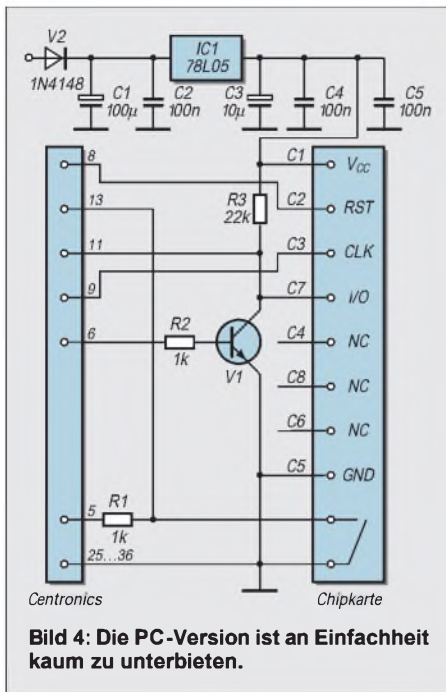 V2
1N4148
IC1
78L05
C1
100µ
C2
100n
C3
10µ
C4
100n
C5
100n
8
13
11
9
6
5
25...36
R3
22k
R2
1k
V1
R1
1k
C1
C2
C3
C7
C4
C8
C6
C5
VCC
RST
CLK
I/O
NC
NC
NC
GND
Centronics
Chipkarte
Bild 4: Die PC-Version ist an Einfachheit
kaum zu unterbieten.